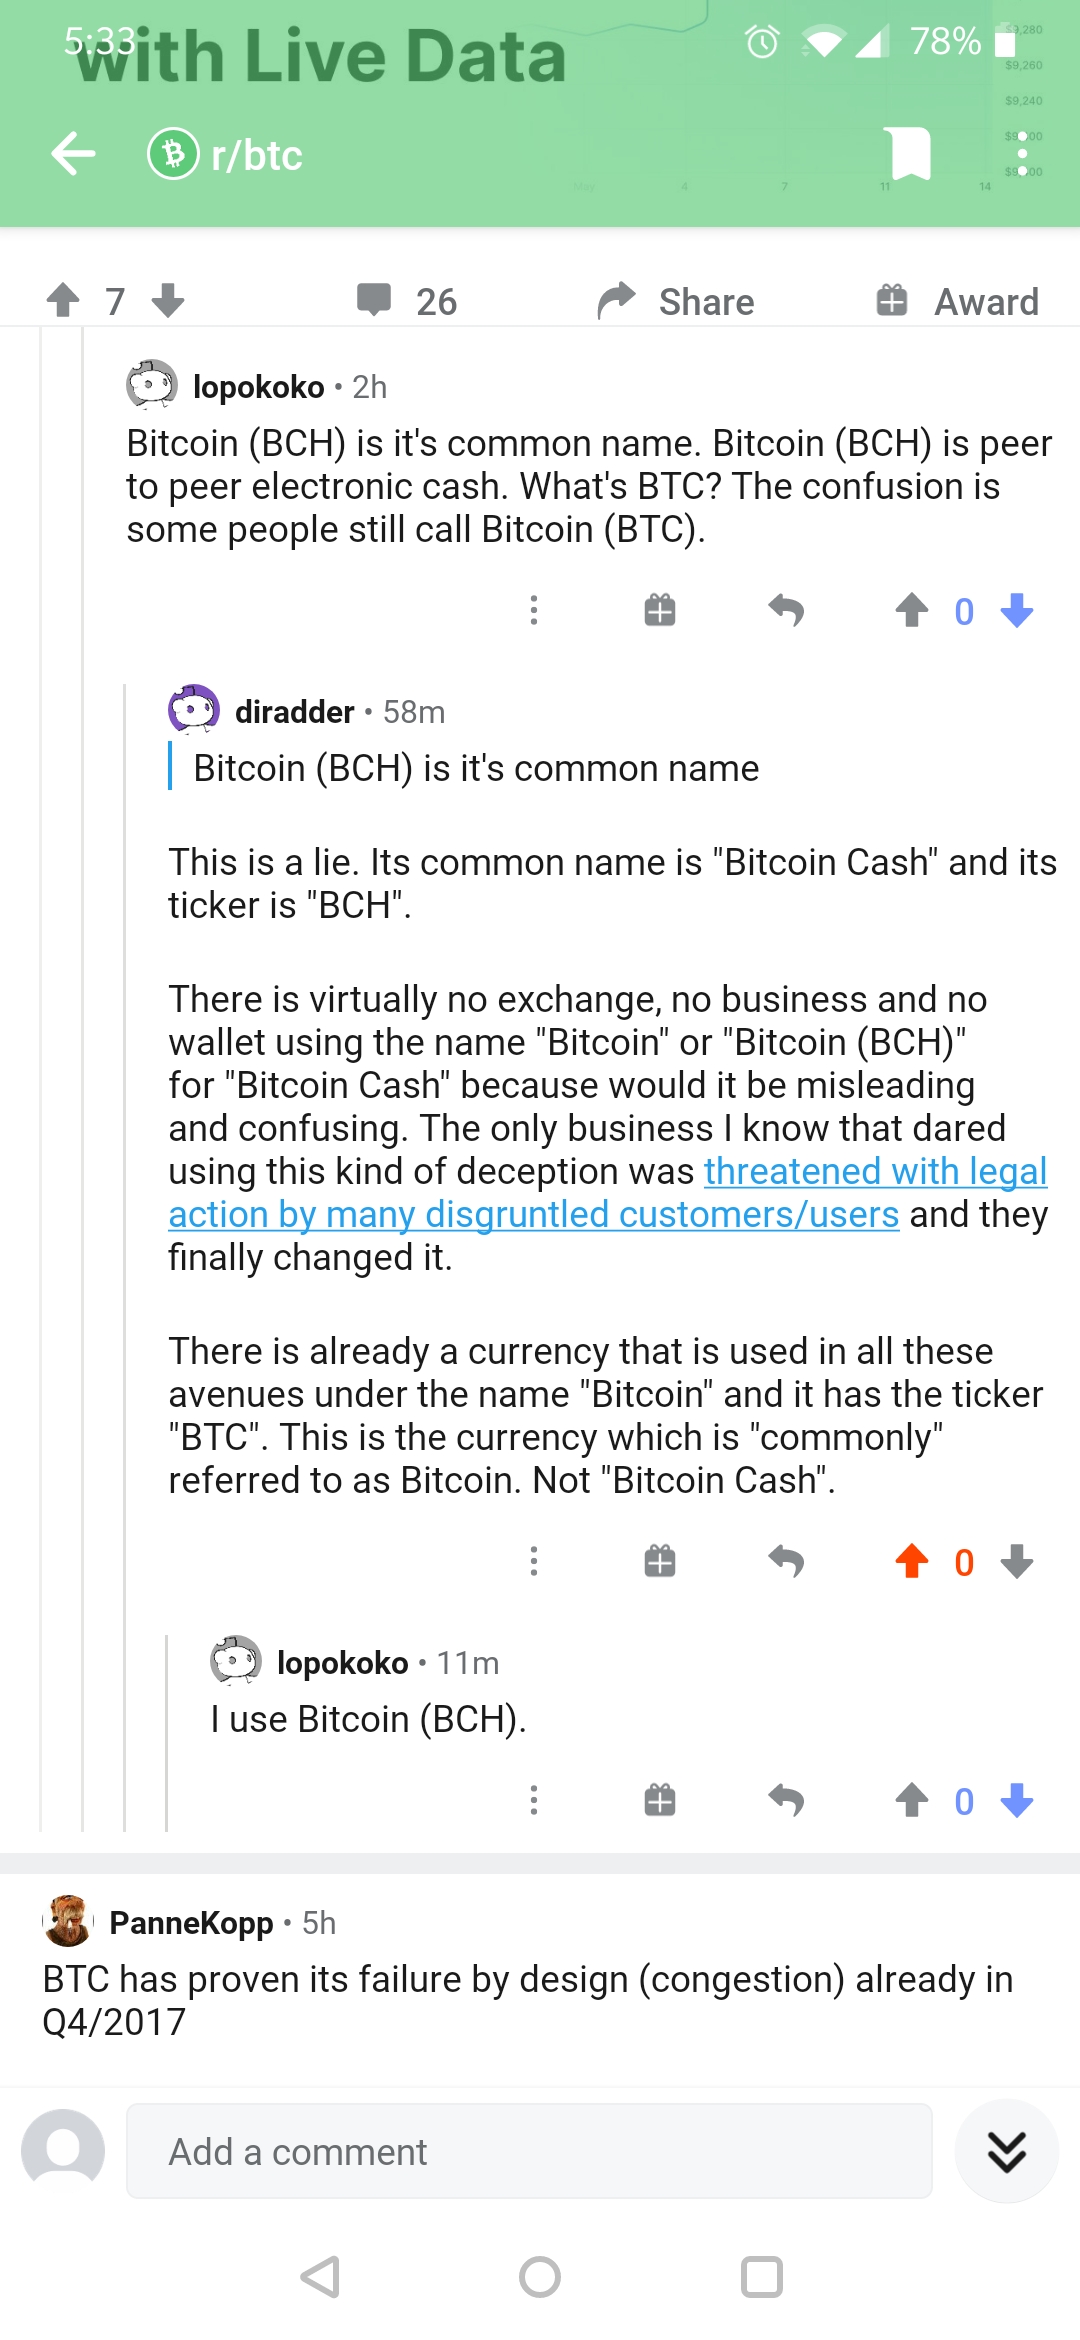 5:33
with Live Data
78%
$9,280
$9,260
$9,240
r/btc
May
4
7
11
14
7
26
Share
Award
lopokoko • 2h
Bitcoin (BCH) is it's common name. Bitcoin (BCH) is peer
to peer electronic cash. What's BTC? The confusion is
some people still call Bitcoin (BTC).
0
diradder • 58m
Bitcoin (BCH) is it's common name
This is a lie. Its common name is "Bitcoin Cash" and its
ticker is "BCH".
There is virtually no exchange, no business and no
wallet using the name "Bitcoin" or "Bitcoin (BCH)"
for "Bitcoin Cash" because would it be misleading
and confusing. The only business I know that dared
using this kind of deception was threatened with legal
action by many disgruntled customers/users and they
finally changed it.
There is already a currency that is used in all these
avenues under the name "Bitcoin" and it has the ticker
"BTC". This is the currency which is "commonly"
referred to as Bitcoin. Not "Bitcoin Cash".
0
lopokoko • 11m
I use Bitcoin (BCH).
0
PanneKopp • 5h
BTC has proven its failure by design (congestion) already in
Q4/2017
Add a comment